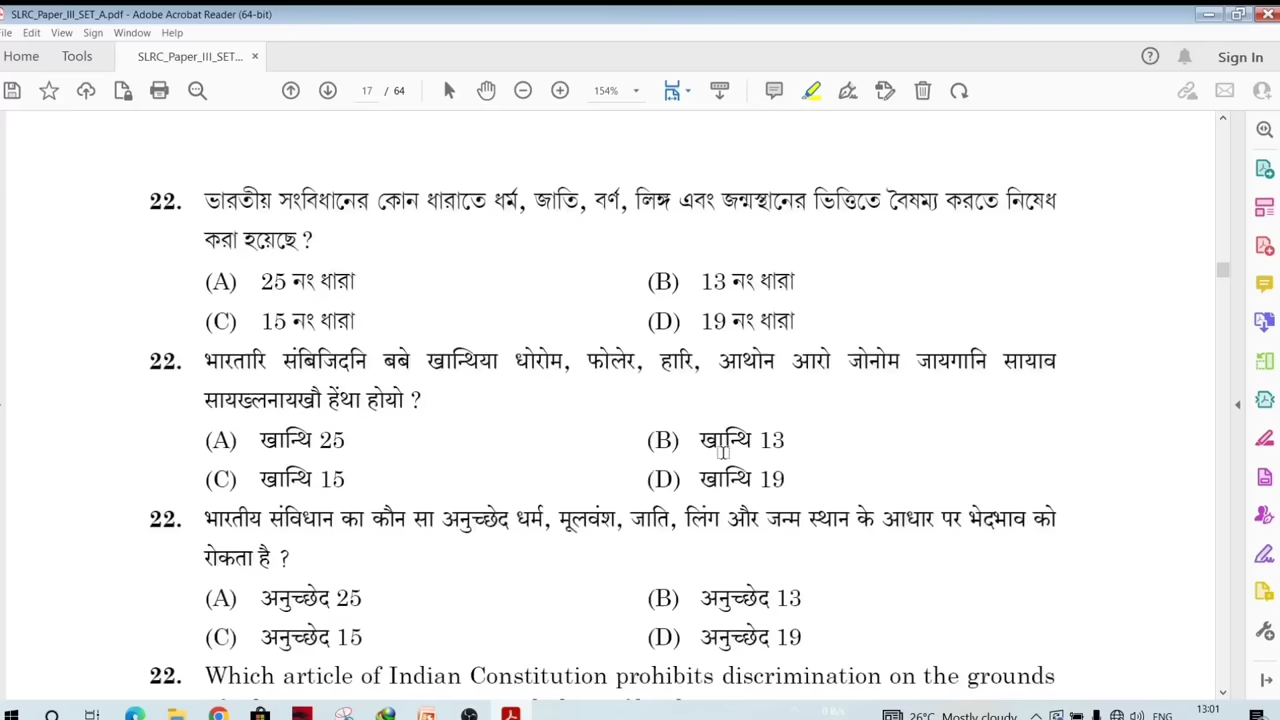 SLRC_Paper_III_SET_A.pdf - Adobe Acrobat Reader (64-bit)
File Edit View Sign Window Help
Home Tools SLRC_Paper_III_SET... × Sign In
17 / 64 154%
22. ভারতীয় সংবিধানের কোন ধারাতে ধর্ম, জাতি, বর্ণ, লিঙ্গ এবং জন্মস্থানের ভিত্তিতে বৈষম্য করতে নিষেধ
করা হয়েছে ?
(A) 25 নং ধারা (B) 13 নং ধারা
(C) 15 নং ধারা (D) 19 নং ধারা
22. भारतारि संबिजिदनि बबे खान्थिया धोरोम, फोलेर, हारि, आथोन आरो जोनोम जायगानि सायाव
सायख्लनायखौ हेंथा होयो ?
(A) खान्थि 25 (B) खान्थि 13
(C) खान्थि 15 (D) खान्थि 19
22. भारतीय संविधान का कौन सा अनुच्छेद धर्म, मूलवंश, जाति, लिंग और जन्म स्थान के आधार पर भेदभाव को
रोकता है ?
(A) अनुच्छेद 25 (B) अनुच्छेद 13
(C) अनुच्छेद 15 (D) अनुच्छेद 19
22. Which article of Indian Constitution prohibits discrimination on the grounds
13:01
26°C Mostly cloudy ENG